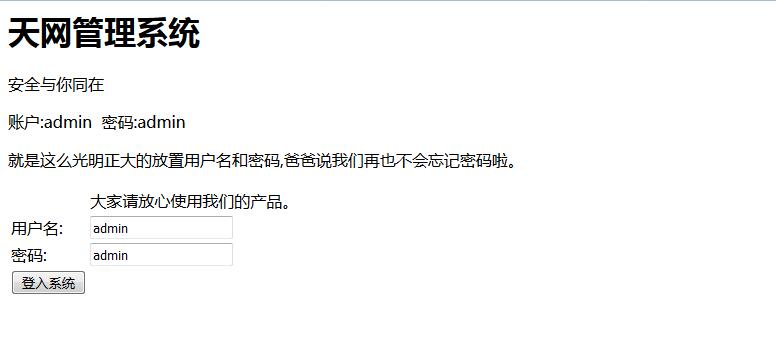 天网管理系统
安全与你同在
账户:admin 密码:admin
就是这么光明正大的放置用户名和密码,爸爸说我们再也不会忘记密码啦。
大家请放心使用我们的产品。
用户名: admin
密码: admin
登入系统